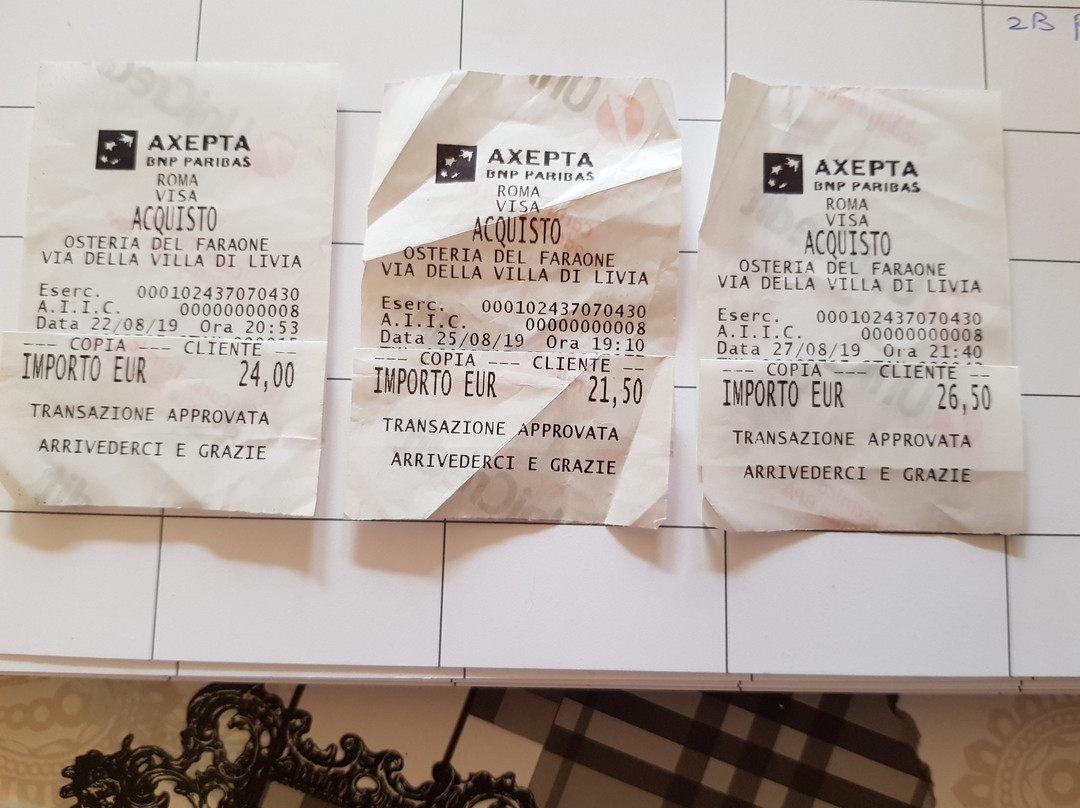 2B
AXEPTA
BNP PARIBAS
ROMA
VISA
ACQUISTO
OSTERIA DEL FARAONE
VIA DELLA VILLA DI LIVIA
Eserc. 000102437070430
A.I.I.C. 00000000008
Data 22/08/19 Ora 20:53
--- COPIA --- CLIENTE --
IMPORTO EUR 24,00
TRANSAZIONE APPROVATA
ARRIVEDERCI E GRAZIE
AXEPTA
BNP PARIBAS
ROMA
VISA
ACQUISTO
OSTERIA DEL FARAONE
VIA DELLA VILLA DI LIVIA
Eserc. 000102437070430
A.I.I.C. 00000000008
Data 25/08/19 Ora 19:10
--- COPIA --- CLIENTE --
IMPORTO EUR 21,50
TRANSAZIONE APPROVATA
ARRIVEDERCI E GRAZIE
AXEPTA
BNP PARIBAS
ROMA
VISA
ACQUISTO
OSTERIA DEL FARAONE
VIA DELLA VILLA DI LIVIA
Eserc. 000102437070430
A.I.I.C. 00000000008
Data 27/08/19 Ora 21:40
--- COPIA --- CLIENTE --
IMPORTO EUR 26,50
TRANSAZIONE APPROVATA
ARRIVEDERCI E GRAZIE